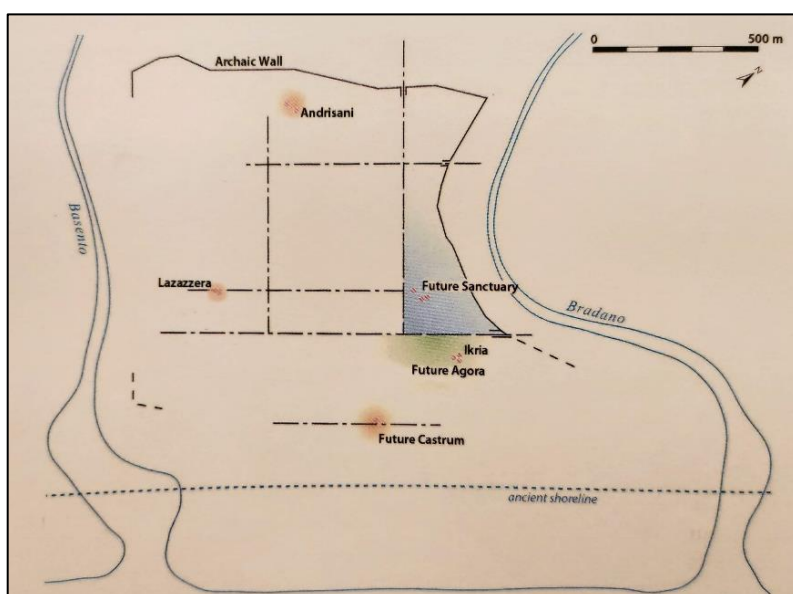 0 500 m
N
Archaic Wall
Andrisani
Basento
Lazazzera
Future Sanctuary
Bradano
Ikria
Future Agora
Future Castrum
ancient shoreline